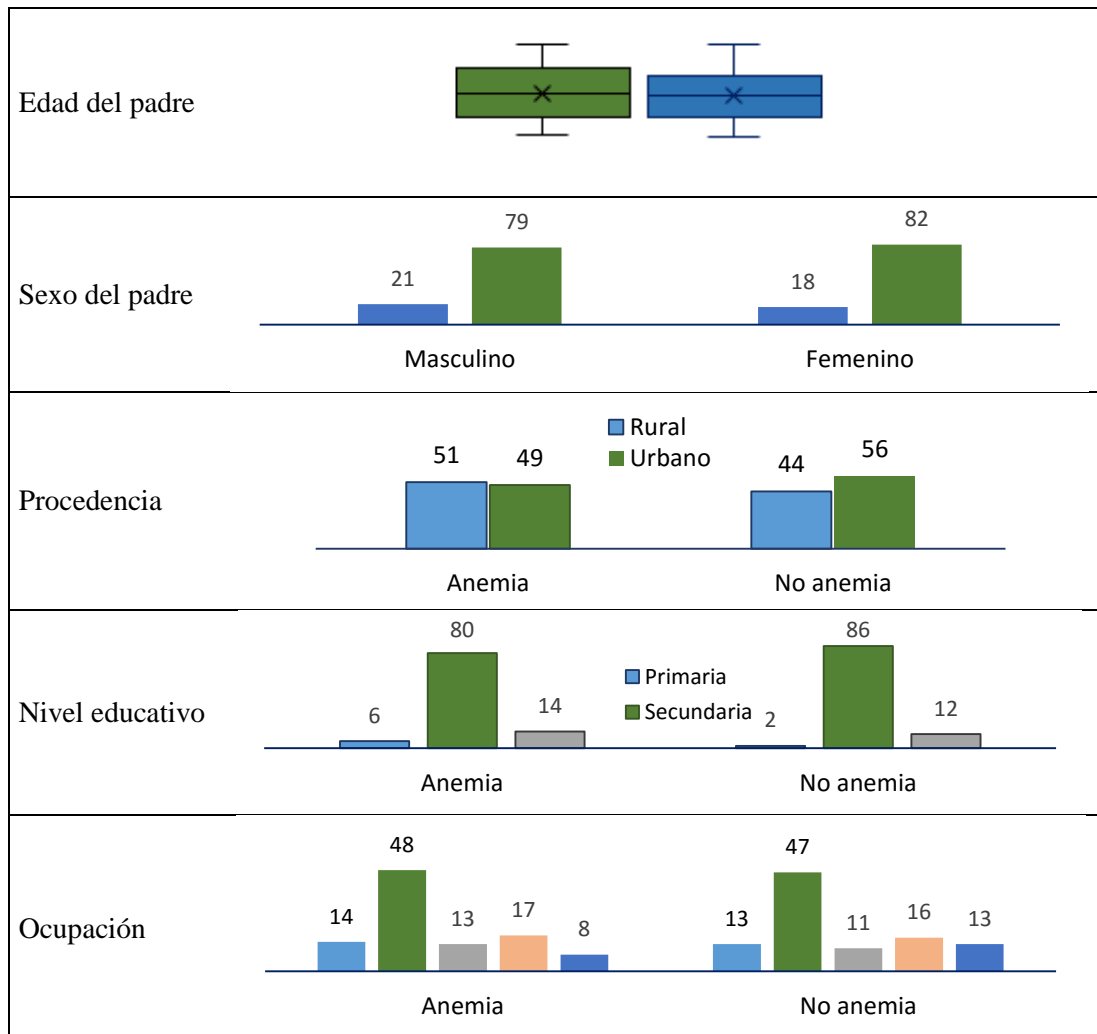 Edad del padre
Sexo del padre
21 79 18 82
Masculino Femenino
Procedencia
Rural
Urbano
51 49 44 56
Anemia No anemia
Nivel educativo
Primaria
Secundaria
6 80 14 2 86 12
Anemia No anemia
Ocupación
14 48 13 17 8 13 47 11 16 13
Anemia No anemia